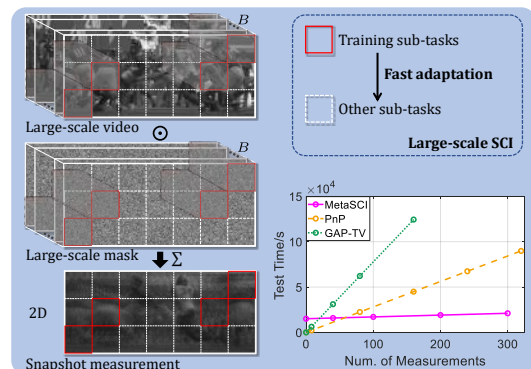 B
Large-scale video
⊙
B
Large-scale mask
Σ
2D
Snapshot measurement
Training sub-tasks
Fast adaptation
Other sub-tasks
Large-scale SCI
× 10⁴
15
10
5
0
Test Time/s
MetaSCI
PnP
GAP-TV
0 100 200 300
Num. of Measurements